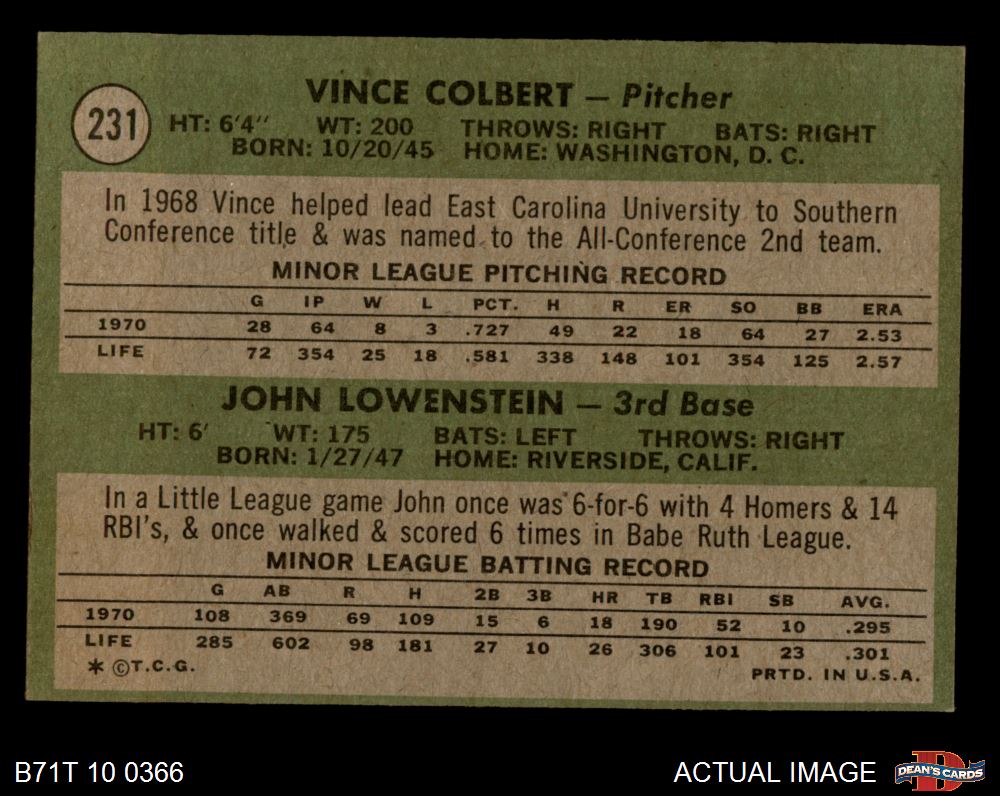 231
VINCE COLBERT — Pitcher
HT: 6'4" WT: 200 THROWS: RIGHT BATS: RIGHT
BORN: 10/20/45 HOME: WASHINGTON, D. C.
In 1968 Vince helped lead East Carolina University to Southern
Conference title & was named to the All-Conference 2nd team.
MINOR LEAGUE PITCHING RECORD
G IP W L PCT. H R ER SO BB ERA
1970 28 64 8 3 .727 49 22 18 64 27 2.53
LIFE 72 354 25 18 .581 338 148 101 354 125 2.57
JOHN LOWENSTEIN — 3rd Base
HT: 6' WT: 175 BATS: LEFT THROWS: RIGHT
BORN: 1/27/47 HOME: RIVERSIDE, CALIF.
In a Little League game John once was 6-for-6 with 4 Homers & 14
RBI's, & once walked & scored 6 times in Babe Ruth League.
MINOR LEAGUE BATTING RECORD
G AB R H 2B 3B HR TB RBI SB AVG.
1970 108 369 69 109 15 6 18 190 52 10 .295
LIFE 285 602 98 181 27 10 26 306 101 23 .301
* ©T.C.G. PRTD. IN U.S.A.
B71T 10 0366 ACTUAL IMAGE D DEAN'S CARDS